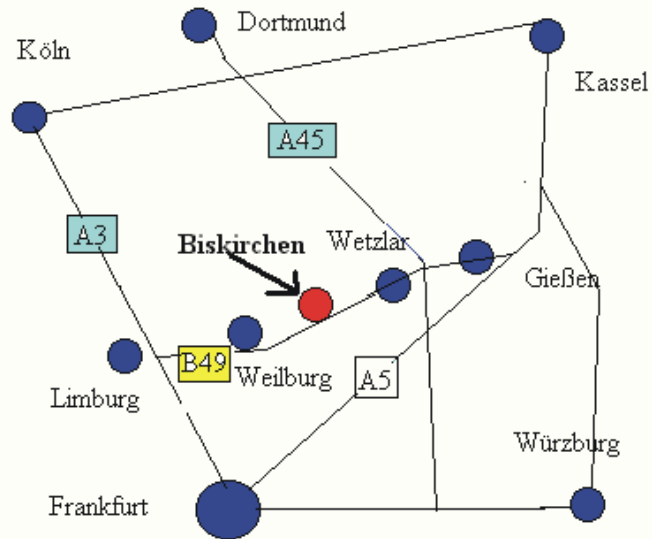 Dortmund
Köln
Kassel
A45
A3
Biskirchen
Wetzlar
Gießen
B49
Weilburg
A5
Limburg
Würzburg
Frankfurt